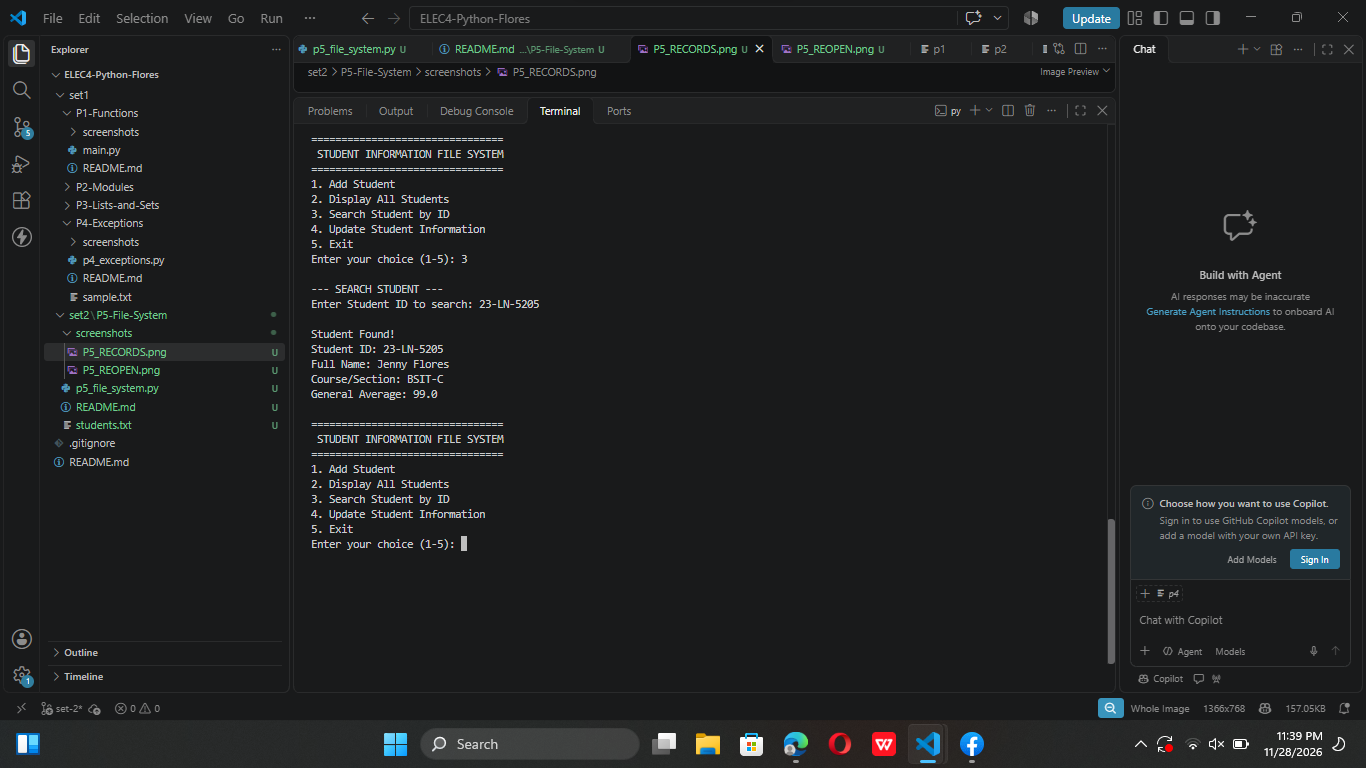 File Edit Selection View Go Run ··· ELEC4-Python-Flores Update
Explorer ···
ELEC4-Python-Flores
set1
P1-Functions
screenshots
main.py
README.md
P2-Modules
P3-Lists-and-Sets
P4-Exceptions
screenshots
p4_exceptions.py
README.md
sample.txt
set2\P5-File-System
screenshots
P5_RECORDS.png U
P5_REOPEN.png U
p5_file_system.py U
README.md U
students.txt U
.gitignore
README.md
Outline
Timeline
p5_file_system.py U README.md ...\P5-File-System U P5_RECORDS.png U P5_REOPEN.png U p1 p2
set2 > P5-File-System > screenshots > P5_RECORDS.png Image Preview
Problems Output Debug Console Terminal Ports py
================================
STUDENT INFORMATION FILE SYSTEM
================================
1. Add Student
2. Display All Students
3. Search Student by ID
4. Update Student Information
5. Exit
Enter your choice (1-5): 3
--- SEARCH STUDENT ---
Enter Student ID to search: 23-LN-5205
Student Found!
Student ID: 23-LN-5205
Full Name: Jenny Flores
Course/Section: BSIT-C
General Average: 99.0
================================
STUDENT INFORMATION FILE SYSTEM
================================
1. Add Student
2. Display All Students
3. Search Student by ID
4. Update Student Information
5. Exit
Enter your choice (1-5):
Chat
Build with Agent
AI responses may be inaccurate
Generate Agent Instructions to onboard AI
onto your codebase.
Choose how you want to use Copilot.
Sign in to use GitHub Copilot models, or
add a model with your own API key.
Add Models Sign In
p4
Chat with Copilot
Agent Models
Copilot
5
1
set-2* 0 0 Whole Image 1366x768 157.05KB
Search
W
11:39 PM
11/28/2026